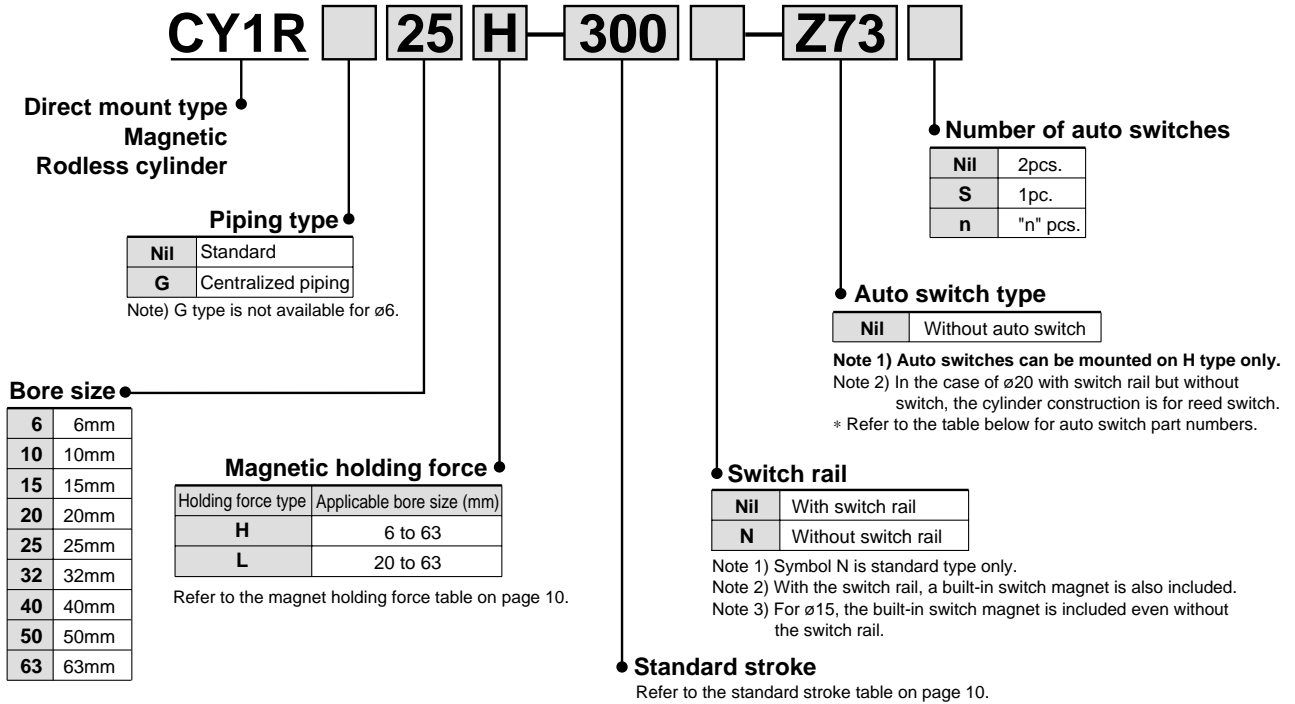 CY1R 25 H 300 Z73
Direct mount type
Magnetic
Rodless cylinder
Piping type
Nil Standard
G Centralized piping
Note) G type is not available for ø6.
Bore size
6 6mm
10 10mm
15 15mm
20 20mm
25 25mm
32 32mm
40 40mm
50 50mm
63 63mm
Magnetic holding force
Holding force type Applicable bore size (mm)
H 6 to 63
L 20 to 63
Refer to the magnet holding force table on page 10.
Standard stroke
Refer to the standard stroke table on page 10.
Switch rail
Nil With switch rail
N Without switch rail
Note 1) Symbol N is standard type only.
Note 2) With the switch rail, a built-in switch magnet is also included.
Note 3) For ø15, the built-in switch magnet is included even without
the switch rail.
Auto switch type
Nil Without auto switch
Note 1) Auto switches can be mounted on H type only.
Note 2) In the case of ø20 with switch rail but without
switch, the cylinder construction is for reed switch.
* Refer to the table below for auto switch part numbers.
Number of auto switches
Nil 2pcs.
S 1pc.
n "n" pcs.